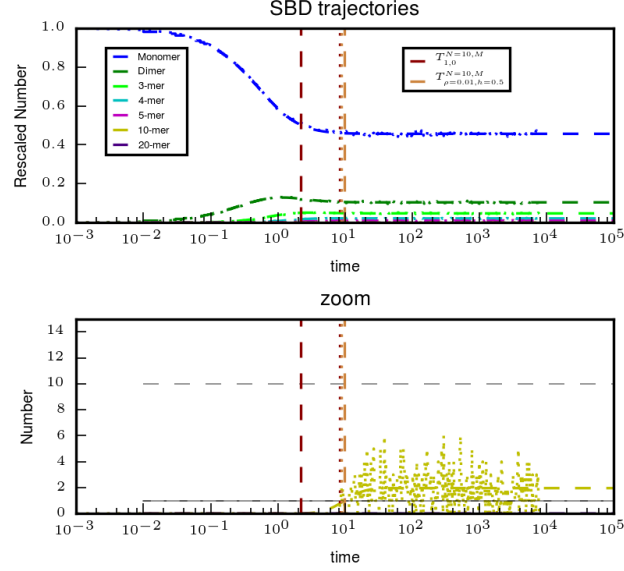 SBD trajectories
Rescaled Number
1.0
0.8
0.6
0.4
0.2
0.0
Monomer
Dimer
3-mer
4-mer
5-mer
10-mer
20-mer
T_{1,0}^{N=10,M}
T_{ρ=0.01,h=0.5}^{N=10,M}
10^{-3} 10^{-2} 10^{-1} 10^{0} 10^{1} 10^{2} 10^{3} 10^{4} 10^{5}
time
zoom
Number
14
12
10
8
6
4
2
0
10^{-3} 10^{-2} 10^{-1} 10^{0} 10^{1} 10^{2} 10^{3} 10^{4} 10^{5}
time